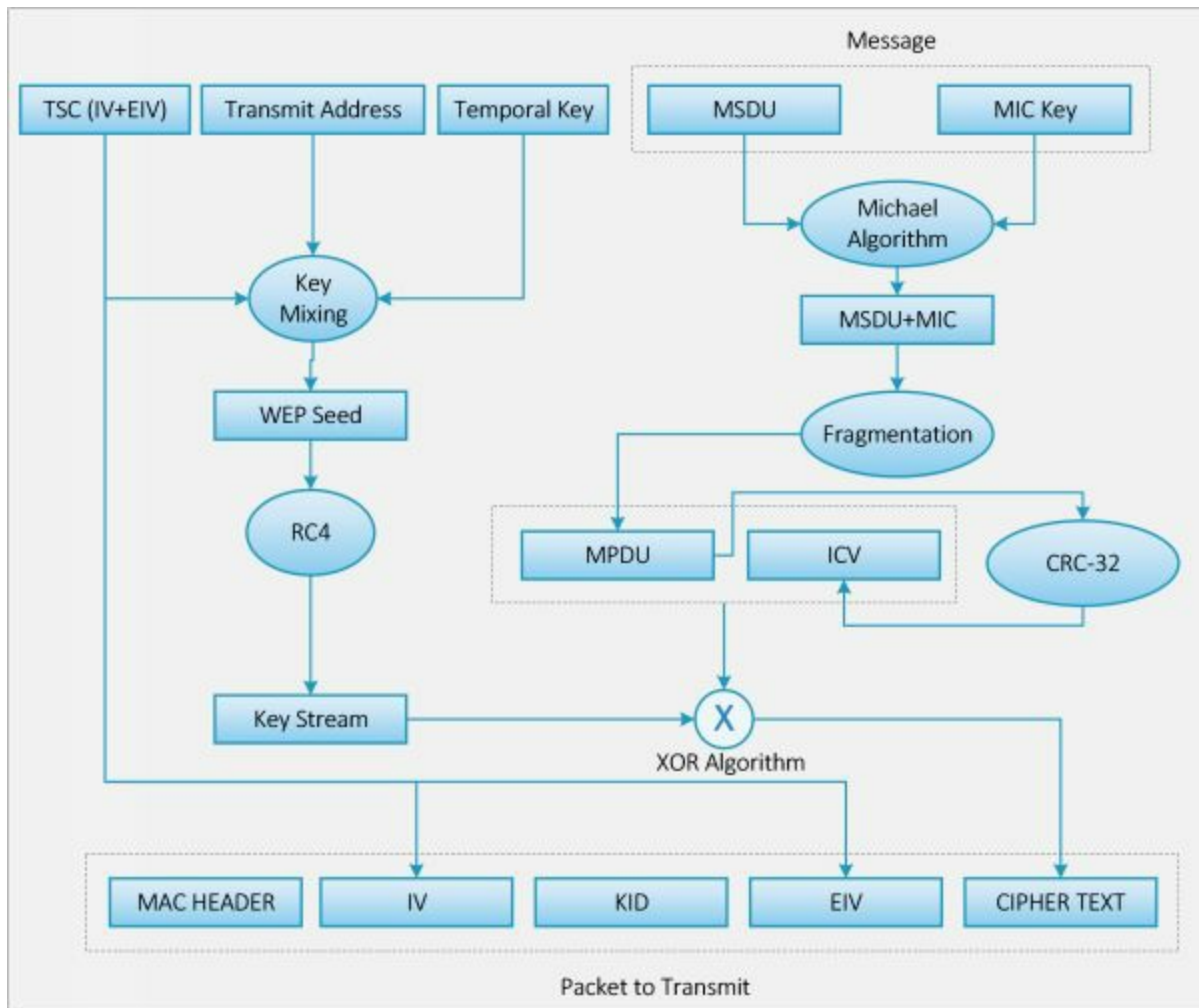 Message
TSC (IV+EIV)
Transmit Address
Temporal Key
MSDU
MIC Key
Michael
Algorithm
Key
Mixing
MSDU+MIC
WEP Seed
Fragmentation
RC4
MPDU
ICV
CRC-32
Key Stream
X
XOR Algorithm
MAC HEADER
IV
KID
EIV
CIPHER TEXT
Packet to Transmit